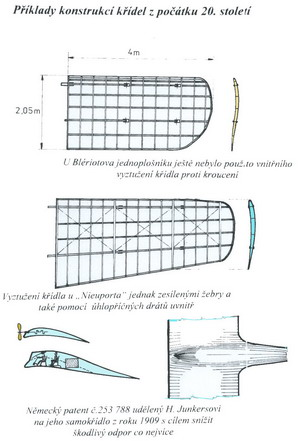 Příklady konstrukcí křídel z počátku 20. století
4m
2,05m
U Blériotova jednoplošníku ještě nebylo použito vnitřního
vyztužení křídla proti kroucení
Vyztužení křídla u „Nieuporta" jednak zesílenými žebry a
také pomocí úhlopříčných drátů uvnitř
Německý patent č.253 788 udělený H. Junkersovi
na jeho samokřídlo z roku 1909 s cílem snížit
škodlivý odpor co nejvíce